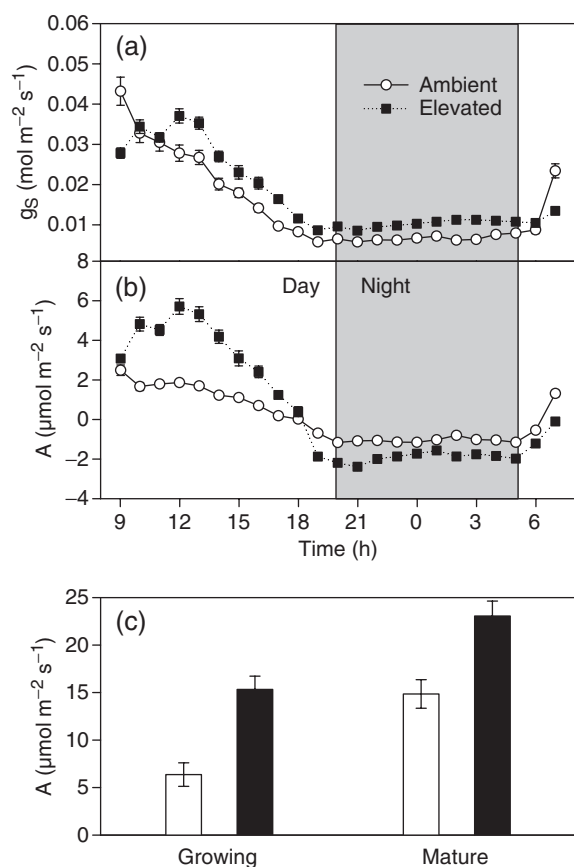 (a)
0.06
0.05
0.04
0.03
0.02
0.01
8
gS (mol m−2 s−1)
Ambient
Elevated
(b)
Day Night
6
4
2
0
−2
−4
A (µmol m−2 s−1)
9 12 15 18 21 0 3 6
Time (h)
(c)
25
20
15
10
5
0
A (µmol m−2 s−1)
Growing Mature